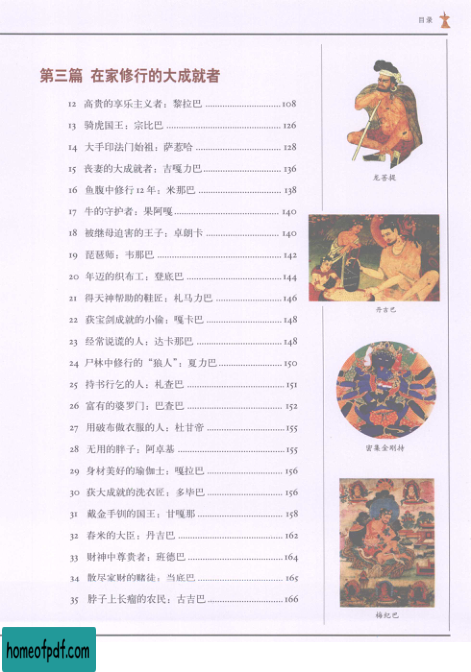 目录
第三篇 在家修行的大成就者
12 高贵的享乐主义者：黎拉巴 ............................ 108
13 骑虎国王：宗比巴 ............................ 126
14 大手印法门始祖：萨惹哈 ............................ 128
15 丧妻的大成就者：吉嘎力巴 ............................ 136
16 鱼腹中修行12年：米那巴 ............................ 138
17 牛的守护者：果阿嘎 ............................ 140
18 被继母迫害的王子：卓朗卡 ............................ 140
19 琵琶师：韦那巴 ............................ 142
20 年迈的织布工：登底巴 ............................ 144
21 得天神帮助的鞋匠：札马力巴 ............................ 146
22 获宝剑成就的小偷：嘎卡巴 ............................ 148
23 经常说谎的人：达卡那巴 ............................ 148
24 尸林中修行的“狼人”：夏力巴 ............................ 150
25 持书行乞的人：札查巴 ............................ 151
26 富有的婆罗门：巴查巴 ............................ 152
27 用破布做衣服的人：杜甘帝 ............................ 155
28 无用的胖子：阿卓基 ............................ 155
29 身材美好的瑜伽士：嘎拉巴 ............................ 156
30 获大成就的洗衣匠：多毕巴 ............................ 156
31 戴金手钏的国王：甘嘎那 ............................ 158
32 舂米的大臣：丹吉巴 ............................ 162
33 财神中尊贵者：班德巴 ............................ 164
34 散尽家财的赌徒：当底巴 ............................ 165
35 脖子上长瘤的农民：古吉巴 ............................ 166
龙菩提
丹吉巴
密集金刚持
梅纪巴
homeofpdf.com